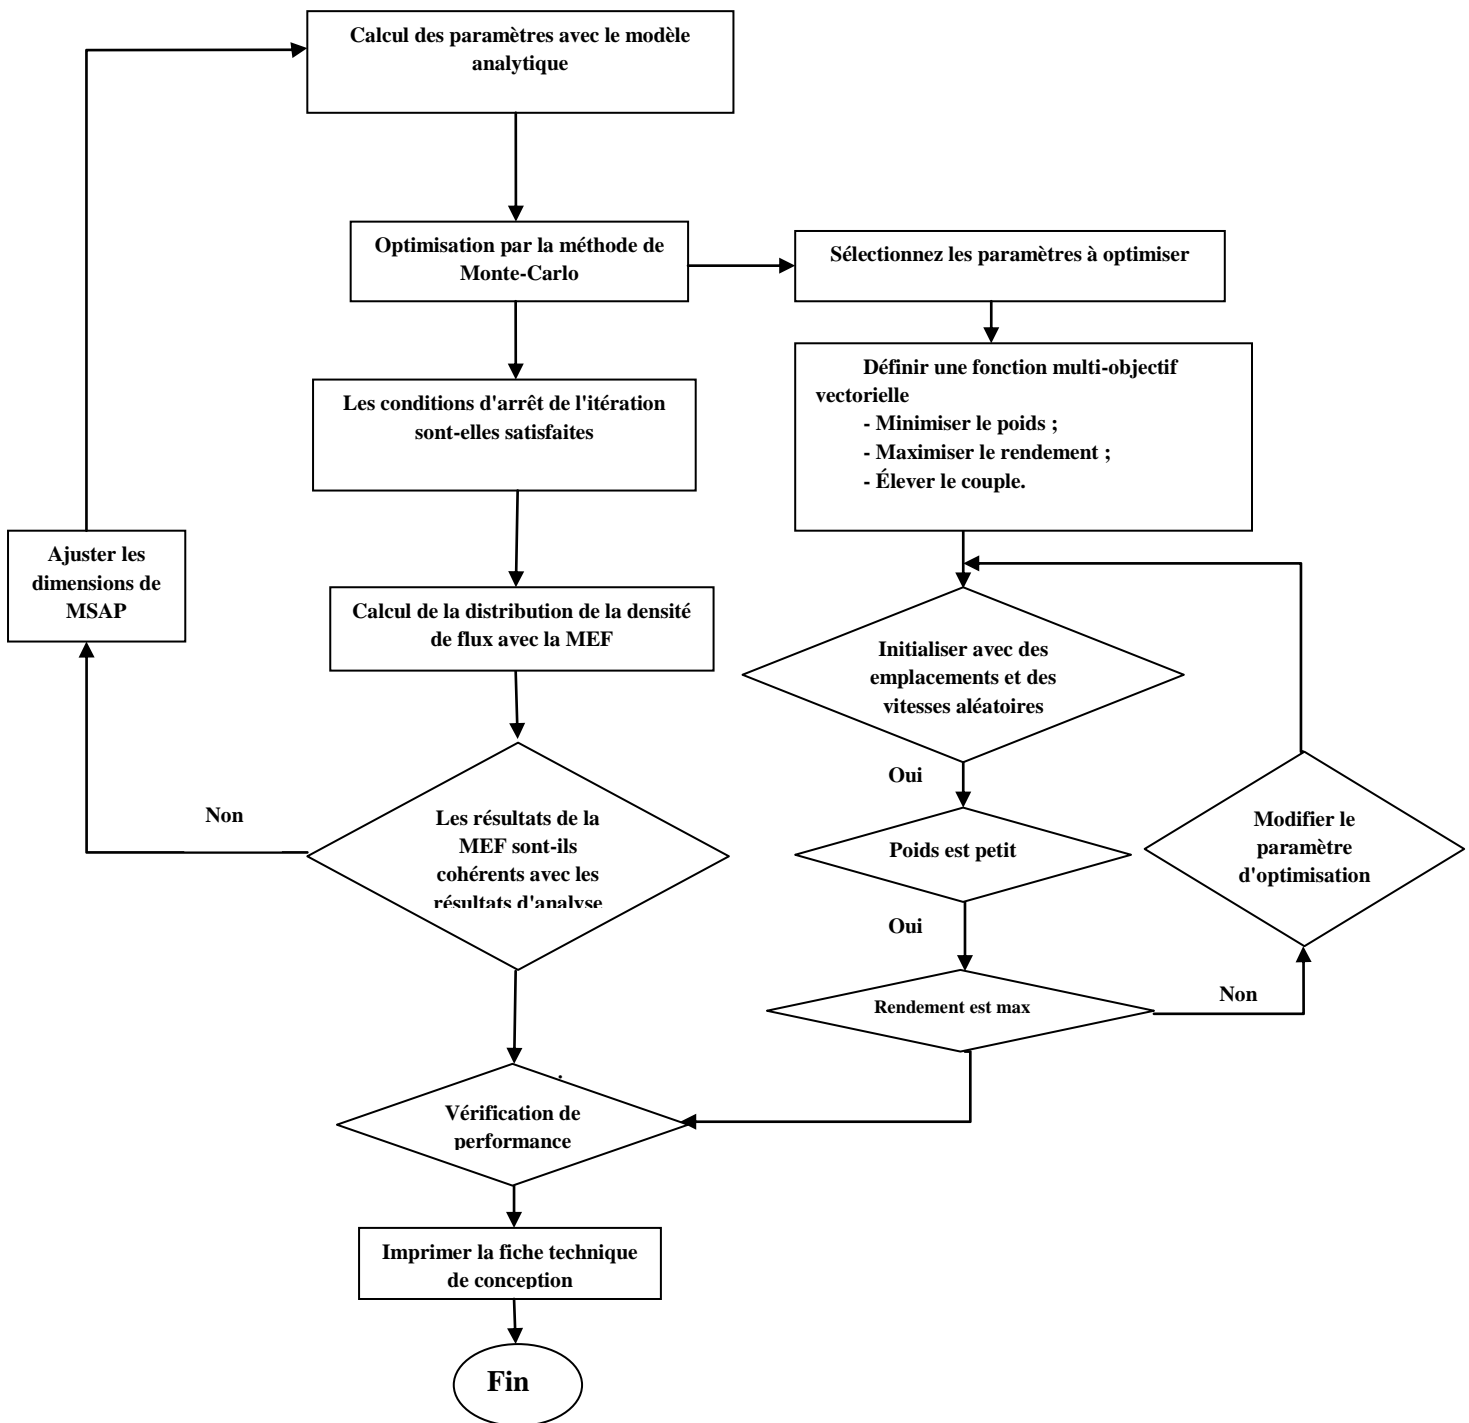 Calcul des paramètres avec le modèle
analytique
Optimisation par la méthode de
Monte-Carlo
Sélectionnez les paramètres à optimiser
Les conditions d'arrêt de l'itération
sont-elles satisfaites
Définir une fonction multi-objectif
vectorielle
- Minimiser le poids ;
- Maximiser le rendement ;
- Élever le couple.
Ajuster les
dimensions de
MSAP
Calcul de la distribution de la densité
de flux avec la MEF
Initialiser avec des
emplacements et des
vitesses aléatoires
Oui
Non
Les résultats de la
MEF sont-ils
cohérents avec les
résultats d'analyse
Poids est petit
Modifier le
paramètre
d'optimisation
Oui
Rendement est max
Non
Vérification de
performance
Imprimer la fiche technique
de conception
Fin